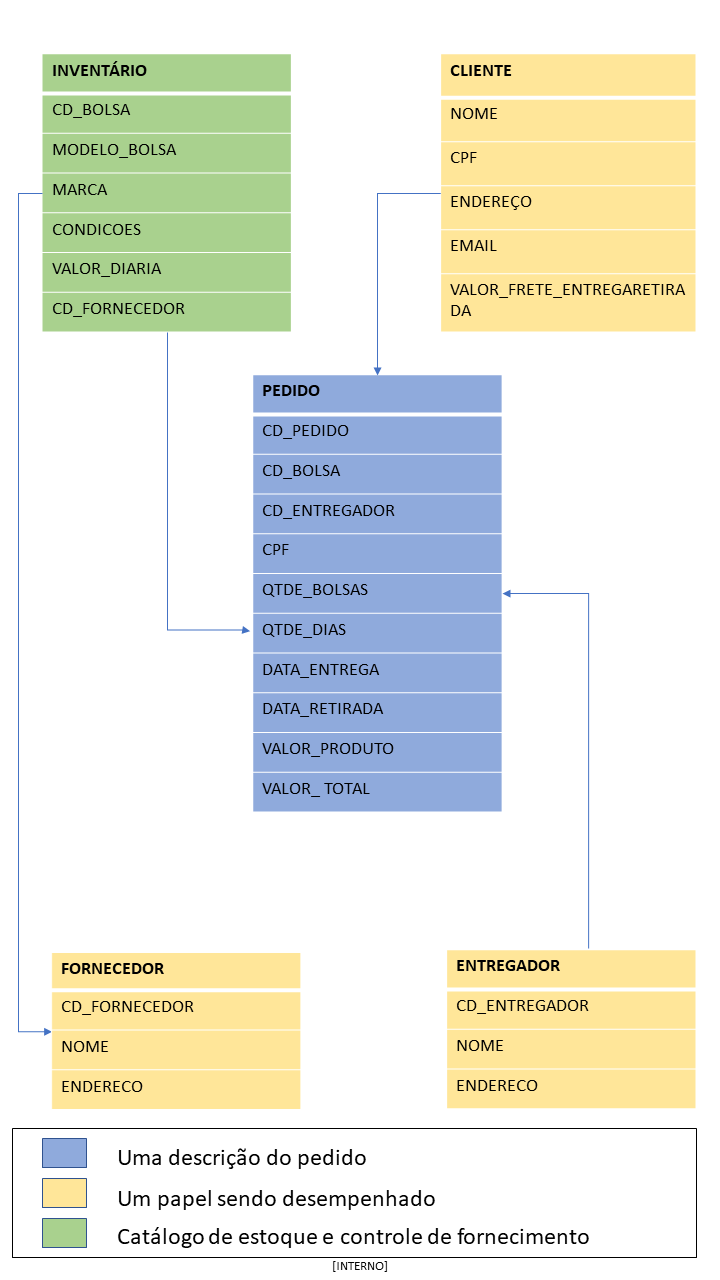 INVENTÁRIO
CD_BOLSA
MODELO_BOLSA
MARCA
CONDICOES
VALOR_DIARIA
CD_FORNECEDOR
CLIENTE
NOME
CPF
ENDEREÇO
EMAIL
VALOR_FRETE_ENTREGARETIRA
DA
PEDIDO
CD_PEDIDO
CD_BOLSA
CD_ENTREGADOR
CPF
QTDE_BOLSAS
QTDE_DIAS
DATA_ENTREGA
DATA_RETIRADA
VALOR_PRODUTO
VALOR_ TOTAL
FORNECEDOR
CD_FORNECEDOR
NOME
ENDERECO
ENTREGADOR
CD_ENTREGADOR
NOME
ENDERECO
Uma descrição do pedido
Um papel sendo desempenhado
Catálogo de estoque e controle de fornecimento
[INTERNO]